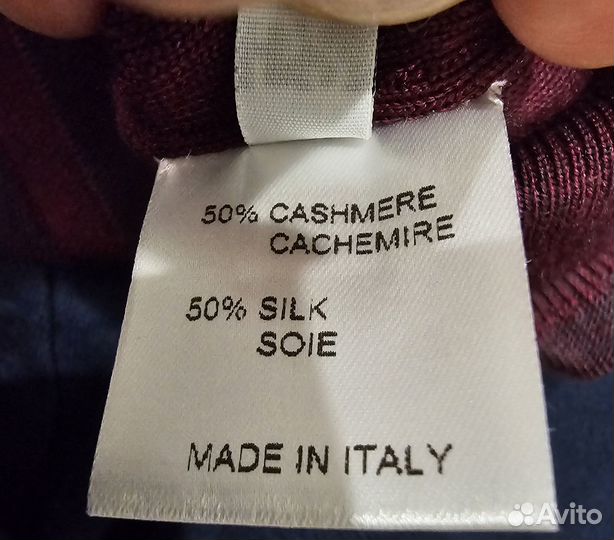 50% CASHMERE
CACHEMIRE
50% SILK
SOIE
MADE IN ITALY
Avito